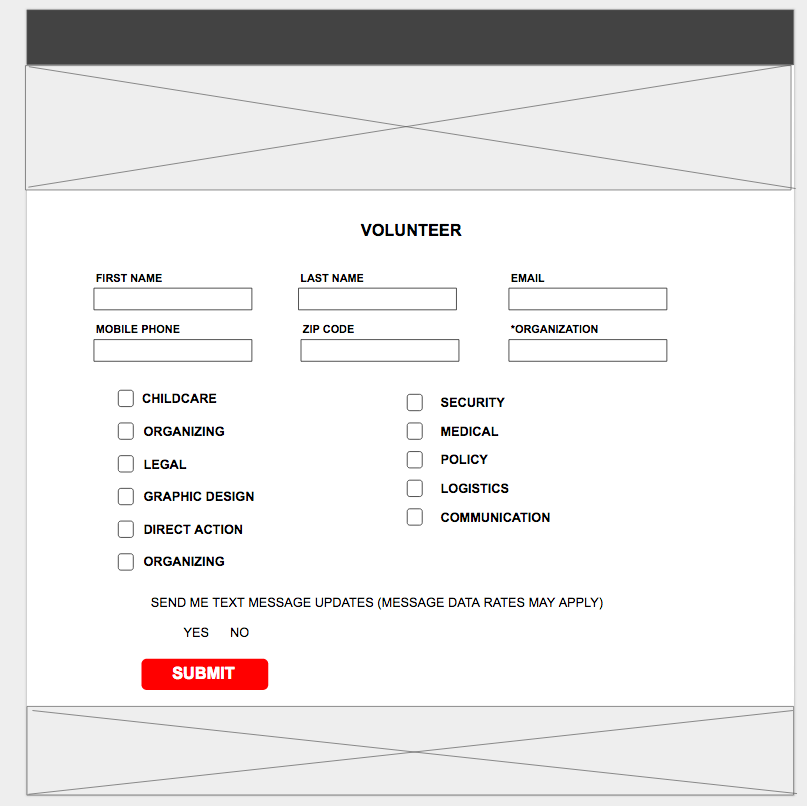 VOLUNTEER
FIRST NAME LAST NAME EMAIL
MOBILE PHONE ZIP CODE *ORGANIZATION
CHILDCARE
ORGANIZING
LEGAL
GRAPHIC DESIGN
DIRECT ACTION
ORGANIZING
SECURITY
MEDICAL
POLICY
LOGISTICS
COMMUNICATION
SEND ME TEXT MESSAGE UPDATES (MESSAGE DATA RATES MAY APPLY)
YES NO
SUBMIT